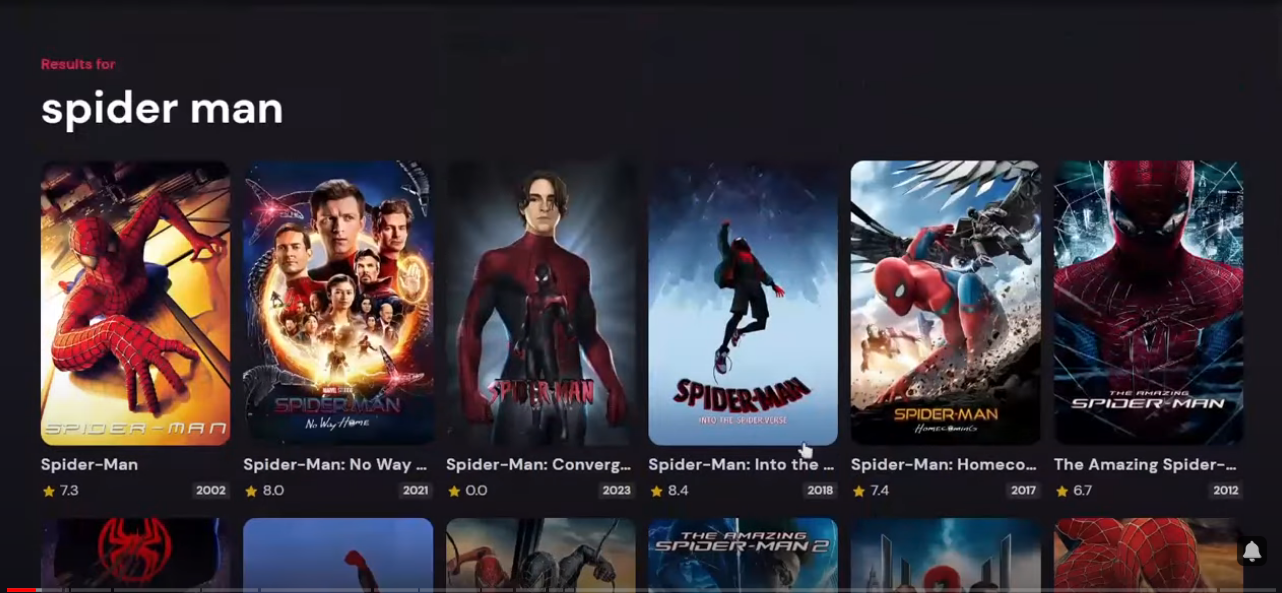 Results for
spider man
SPIDER-MAN
MARVEL STUDIOS
SPIDER-MAN
NO WAY HOME
SPIDER-MAN
SPIDER-MAN
INTO THE SPIDER-VERSE
SPIDER-MAN
HOMECOMING
THE AMAZING
SPIDER-MAN
Spider-Man
Spider-Man: No Way ...
Spider-Man: Converg...
Spider-Man: Into the ...
Spider-Man: Homeco...
The Amazing Spider-...
7.3 2002
8.0 2021
0.0 2023
8.4 2018
7.4 2017
6.7 2012
THE AMAZING
SPIDER-MAN 2